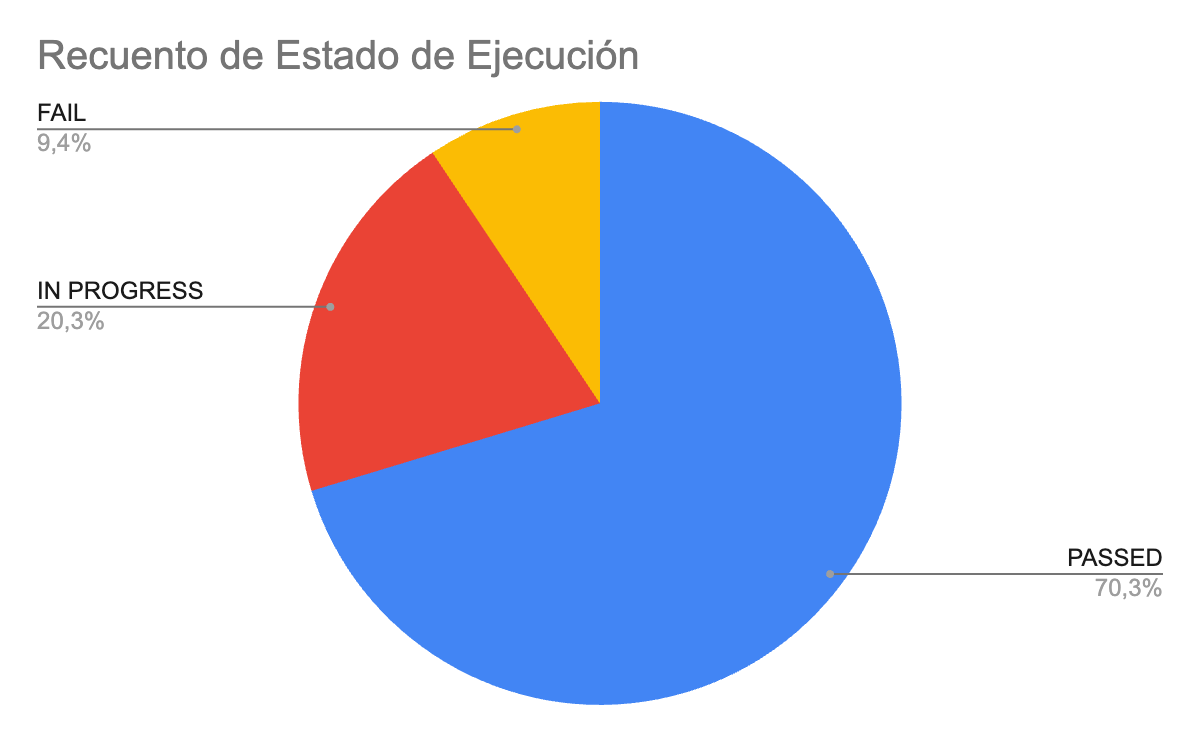 Recuento de Estado de Ejecución
FAIL
9,4%
IN PROGRESS
20,3%
PASSED
70,3%